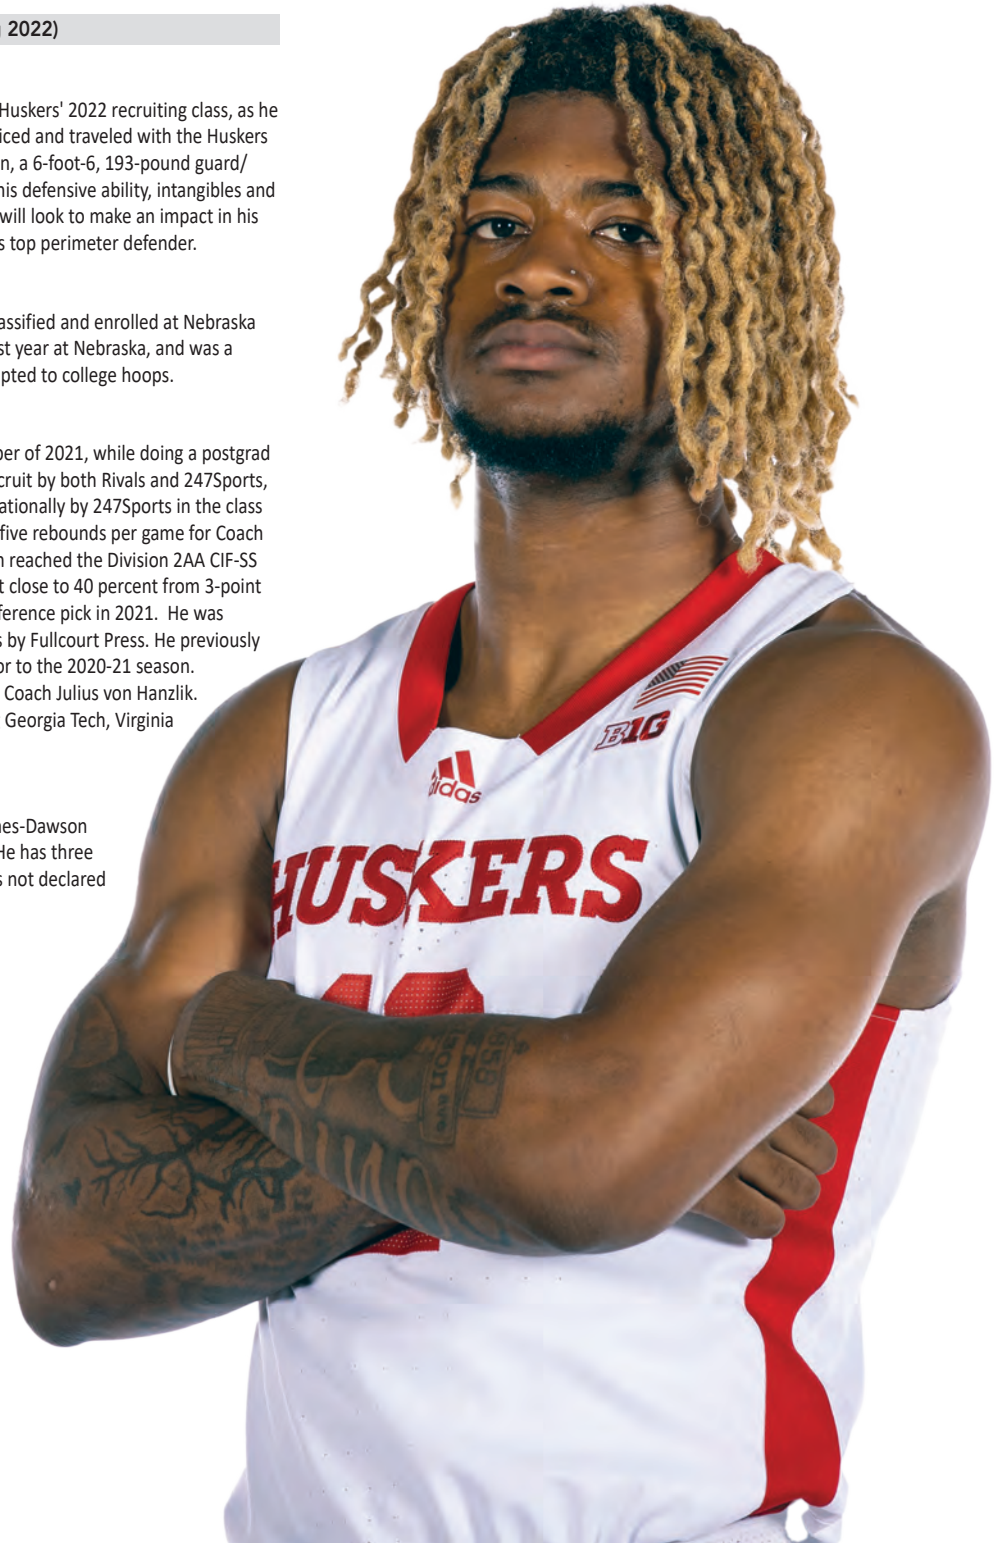 2022)
Huskers' 2022 recruiting class, as he
iced and traveled with the Huskers
n, a 6-foot-6, 193-pound guard/
his defensive ability, intangibles and
will look to make an impact in his
s top perimeter defender.
assified and enrolled at Nebraska
st year at Nebraska, and was a
pted to college hoops.
ber of 2021, while doing a postgrad
cruit by both Rivals and 247Sports,
ationally by 247Sports in the class
five rebounds per game for Coach
n reached the Division 2AA CIF-SS
t close to 40 percent from 3-point
ference pick in 2021. He was
s by Fullcourt Press. He previously
or to the 2020-21 season.
Coach Julius von Hanzlik.
Georgia Tech, Virginia
nes-Dawson
He has three
s not declared
B1G
adidas
HUSKERS